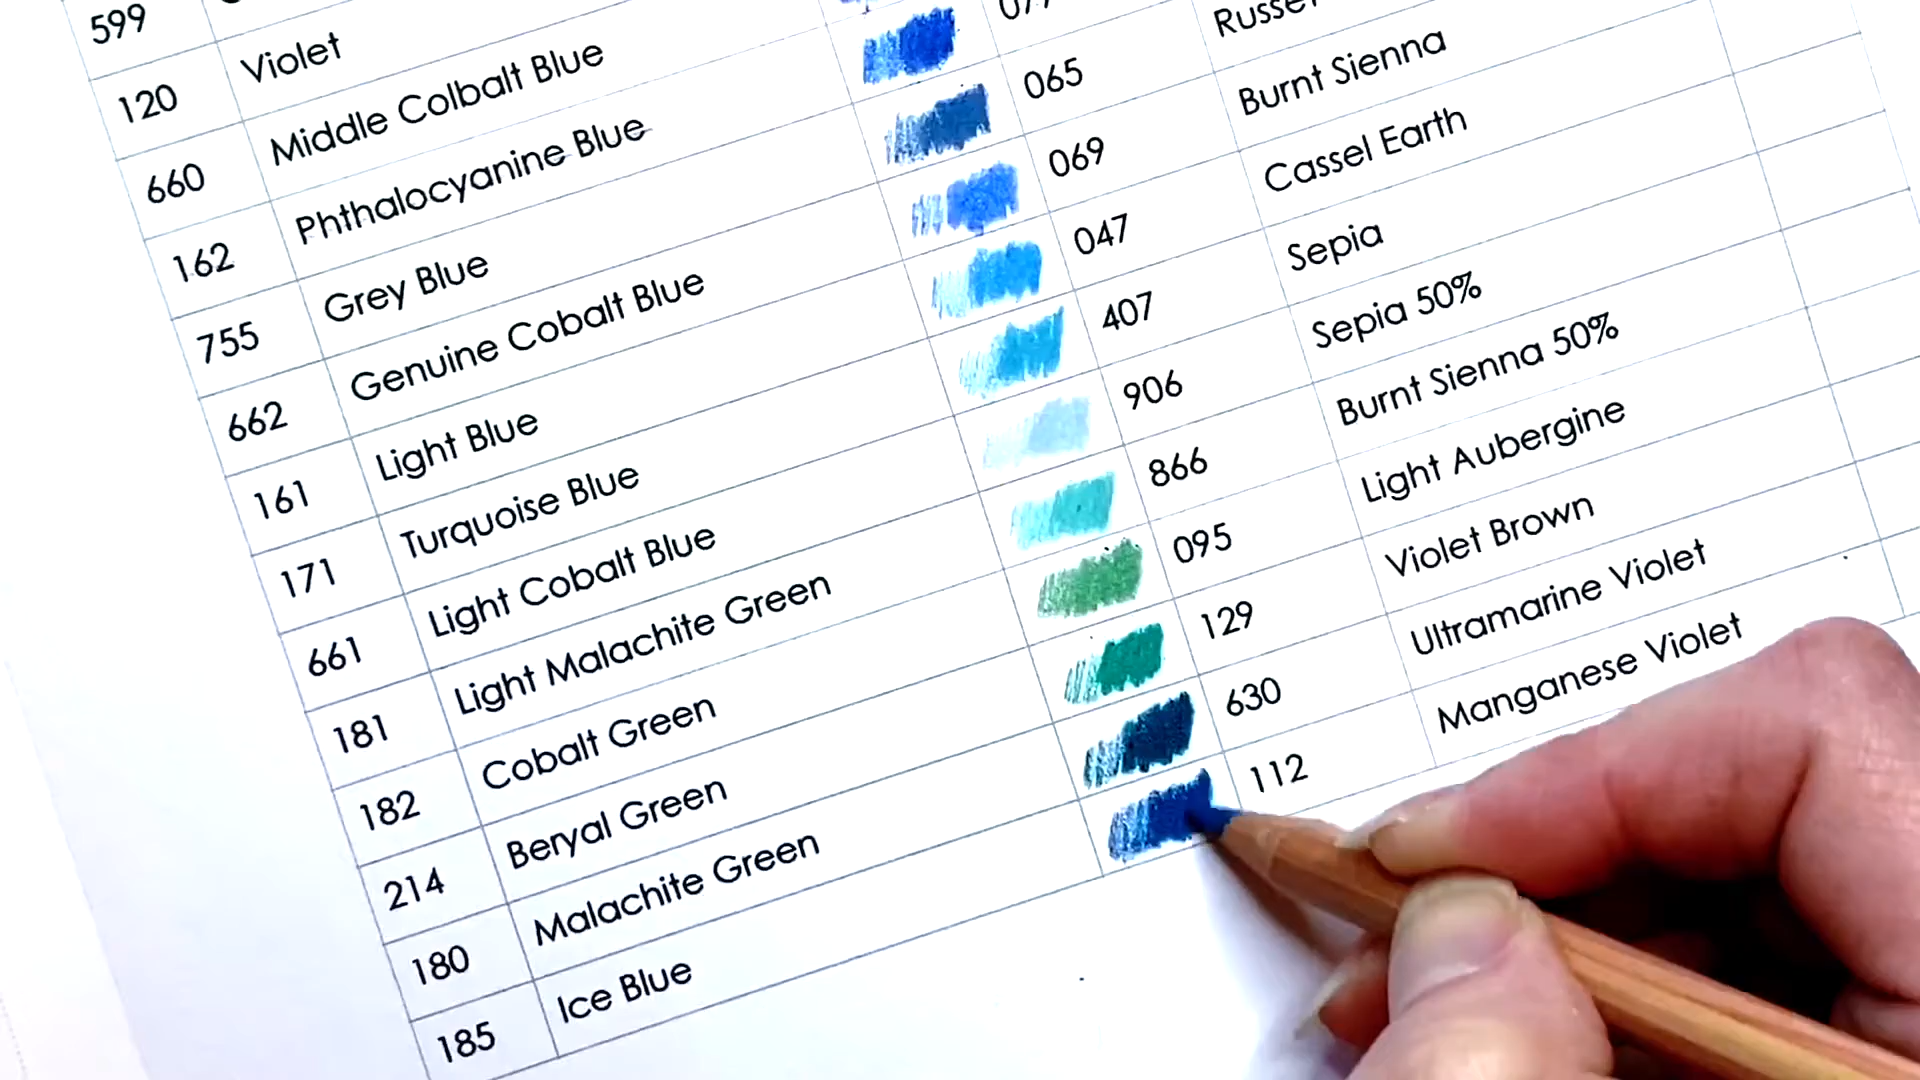 599
120 Violet
660 Middle Colbalt Blue
162 Phthalocyanine Blue
755 Grey Blue 065
662 Genuine Cobalt Blue 069 Burnt Sienna
161 Light Blue 047 Cassel Earth
171 Turquoise Blue 407 Sepia
661 Light Cobalt Blue 906 Sepia 50%
181 Light Malachite Green 866 Burnt Sienna 50%
182 Cobalt Green 095 Light Aubergine
214 Beryal Green 129 Violet Brown
180 Malachite Green 630 Ultramarine Violet
185 Ice Blue 112 Manganese Violet